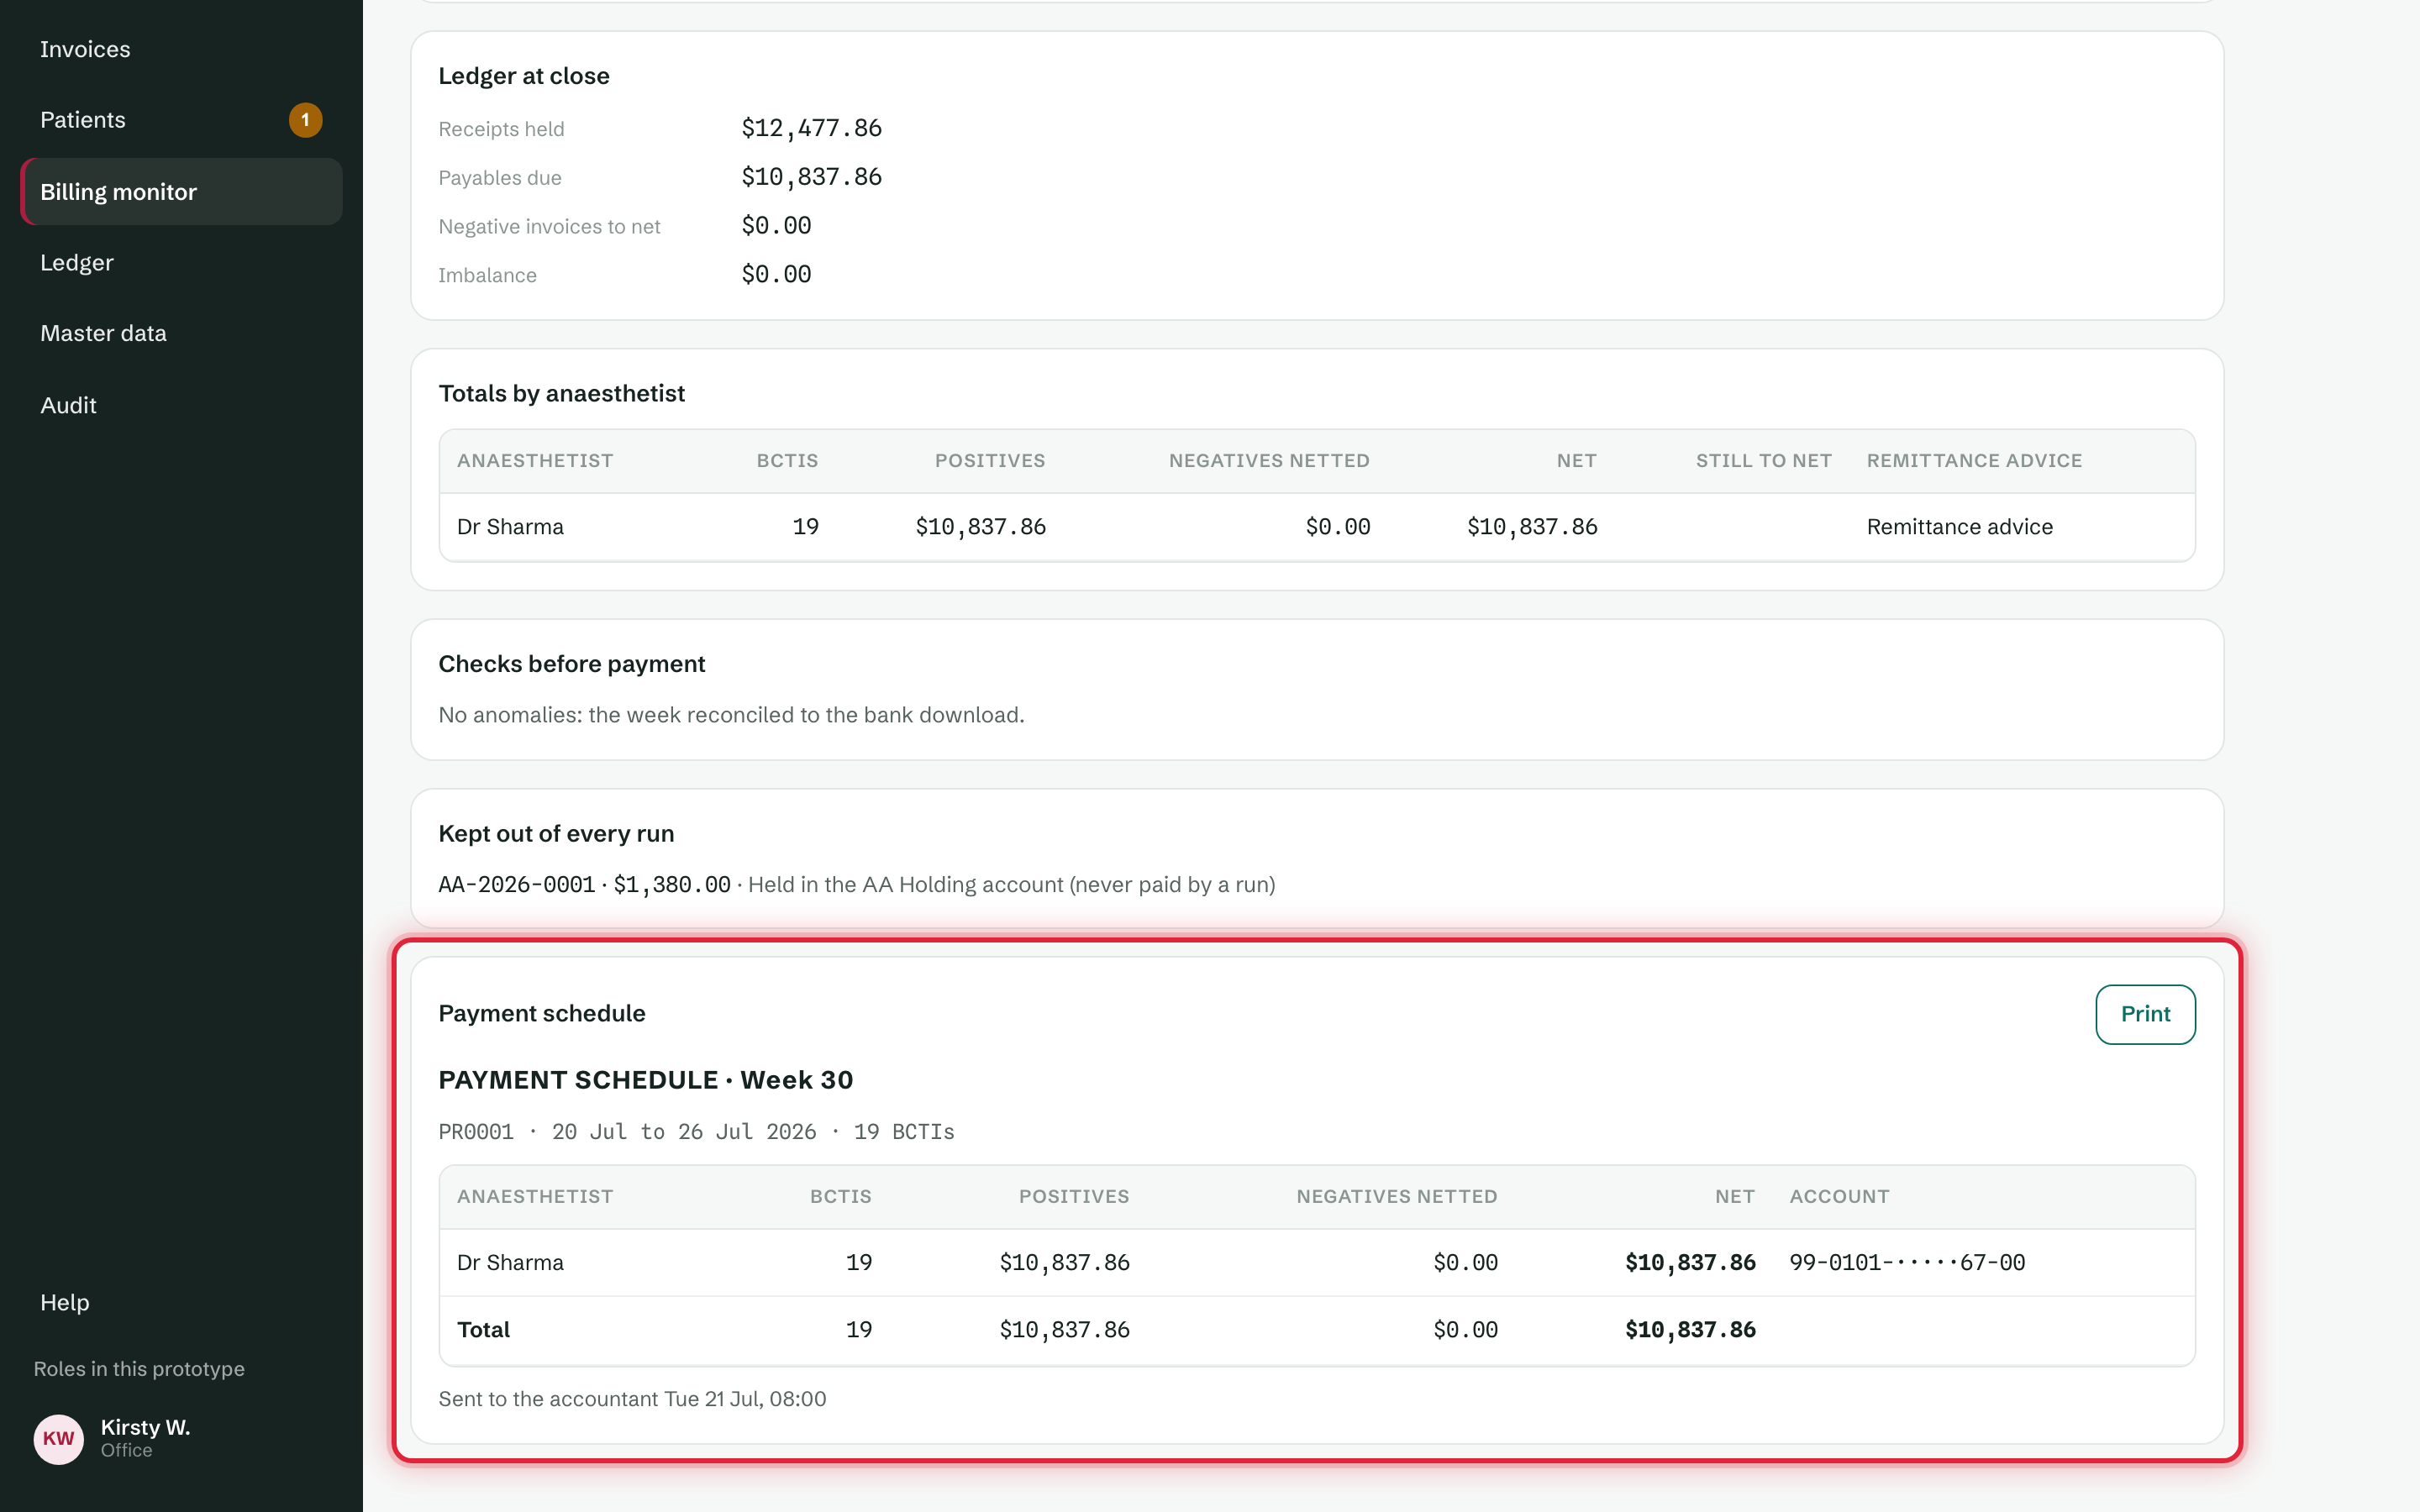 Invoices
Patients 1
Billing monitor
Ledger
Master data
Audit
Help
Roles in this prototype
KW
Kirsty W.
Office
Ledger at close
Receipts held $12,477.86
Payables due $10,837.86
Negative invoices to net $0.00
Imbalance $0.00
Totals by anaesthetist
ANAESTHETIST BCTIS POSITIVES NEGATIVES NETTED NET STILL TO NET REMITTANCE ADVICE
Dr Sharma 19 $10,837.86 $0.00 $10,837.86 Remittance advice
Checks before payment
No anomalies: the week reconciled to the bank download.
Kept out of every run
AA-2026-0001 · $1,380.00 · Held in the AA Holding account (never paid by a run)
Payment schedule
Print
PAYMENT SCHEDULE · Week 30
PR0001 · 20 Jul to 26 Jul 2026 · 19 BCTIs
ANAESTHETIST BCTIS POSITIVES NEGATIVES NETTED NET ACCOUNT
Dr Sharma 19 $10,837.86 $0.00 $10,837.86 99-0101-·····67-00
Total 19 $10,837.86 $0.00 $10,837.86
Sent to the accountant Tue 21 Jul, 08:00